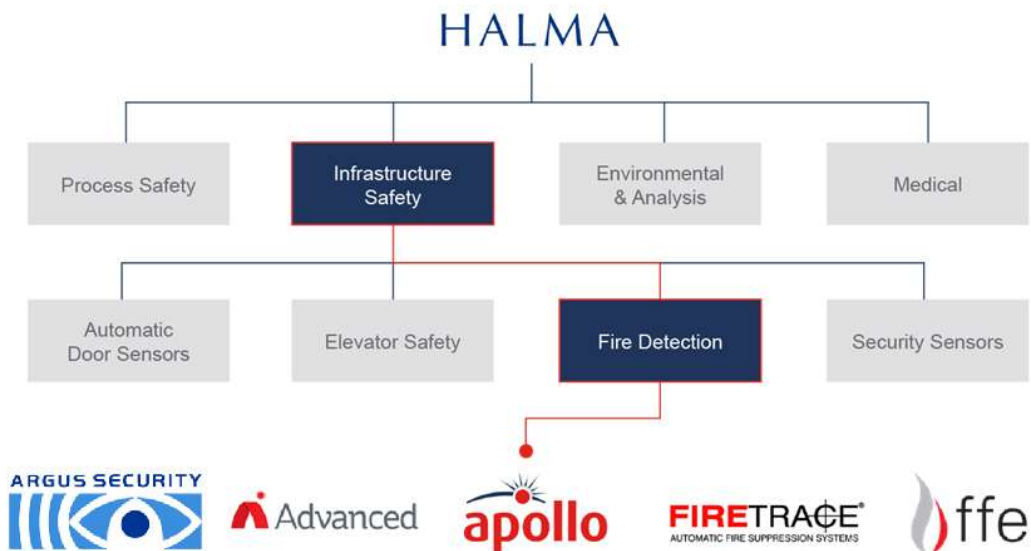 HALMA
Process Safety
Infrastructure
Safety
Environmental
& Analysis
Medical
Automatic
Door Sensors
Elevator Safety
Fire Detection
Security Sensors
ARGUS SECURITY
Advanced
apollo
FIRETRACE®
AUTOMATIC FIRE SUPPRESSION SYSTEMS
ffe